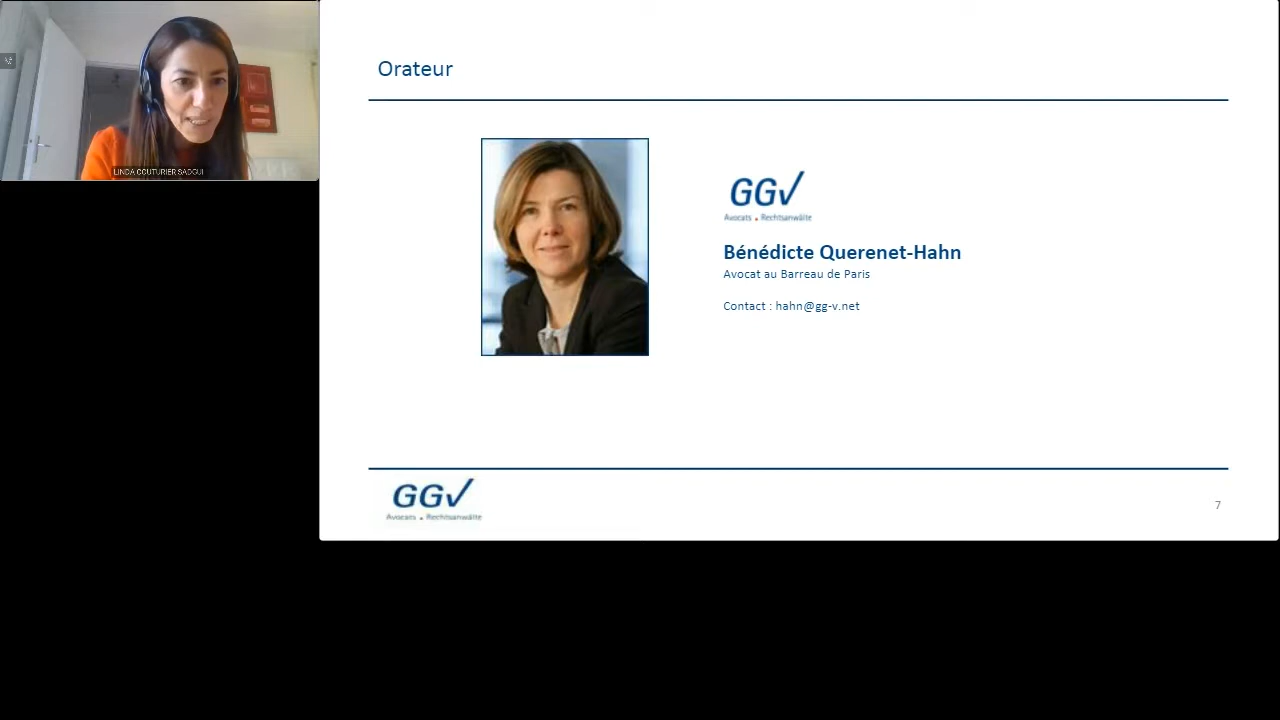 LINDA COUTURIER SADGUI
Orateur
GGV
Avocats . Rechtsanwälte
Bénédicte Querenet-Hahn
Avocat au Barreau de Paris
Contact : hahn@gg-v.net
GGV
Avocats . Rechtsanwälte
7